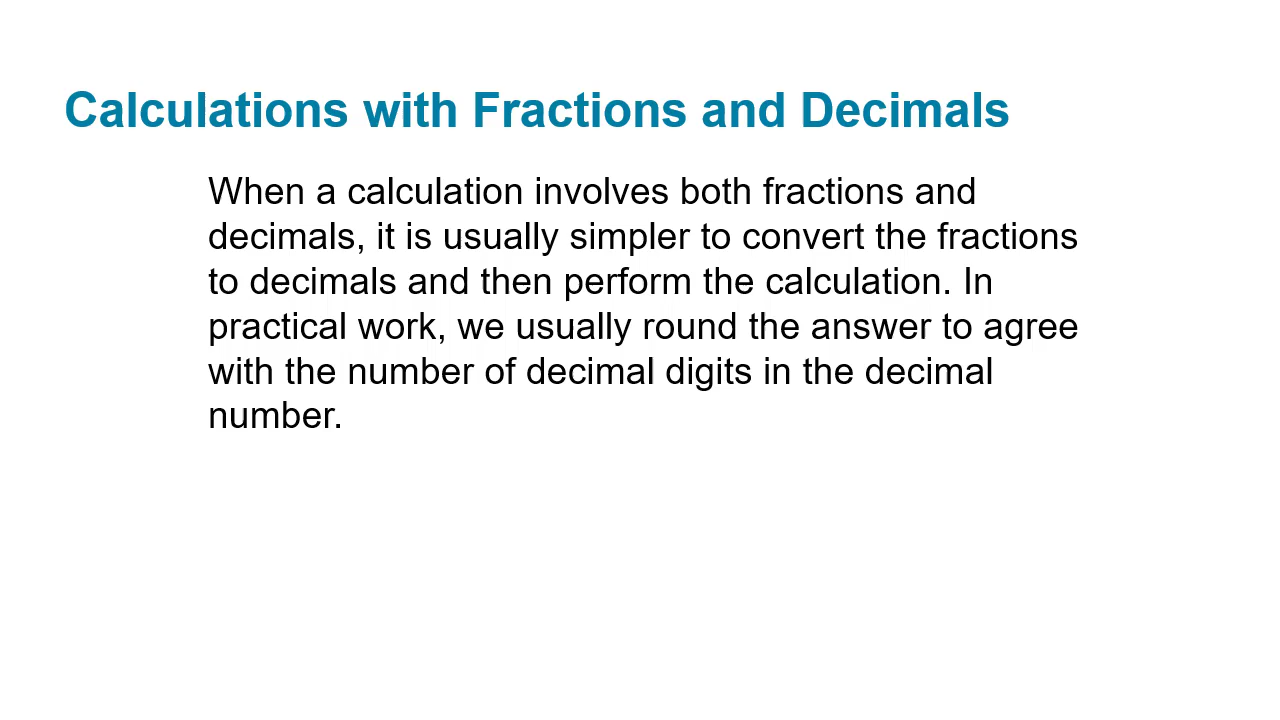 Calculations with Fractions and Decimals
When a calculation involves both fractions and
decimals, it is usually simpler to convert the fractions
to decimals and then perform the calculation. In
practical work, we usually round the answer to agree
with the number of decimal digits in the decimal
number.